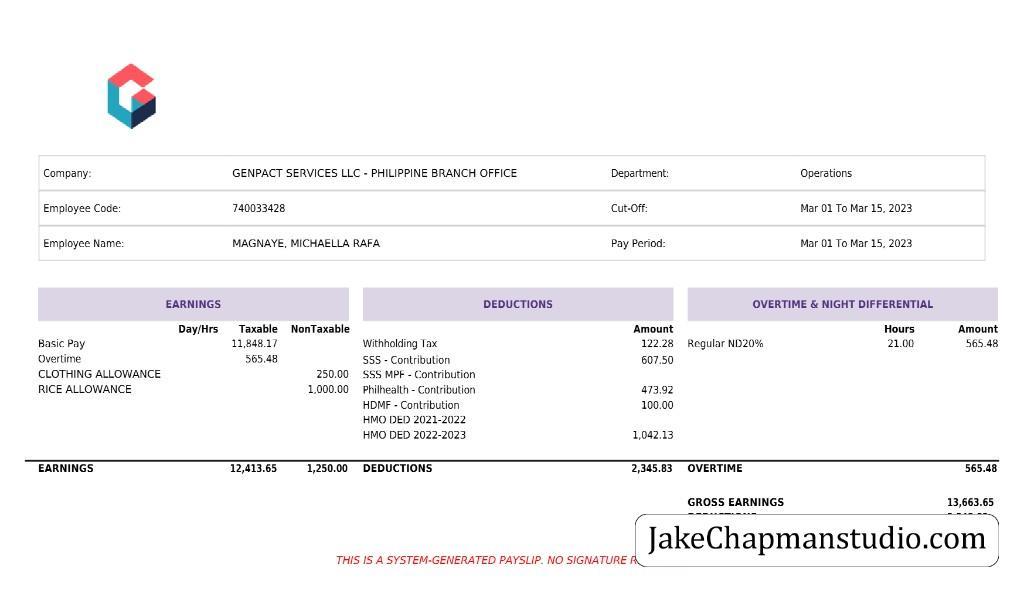 Company: GENPACT SERVICES LLC - PHILIPPINE BRANCH OFFICE Department: Operations
Employee Code: 740033428 Cut-Off: Mar 01 To Mar 15, 2023
Employee Name: MAGNAYE, MICHAELLA RAFA Pay Period: Mar 01 To Mar 15, 2023
EARNINGS DEDUCTIONS OVERTIME & NIGHT DIFFERENTIAL
Day/Hrs Taxable NonTaxable Amount Hours Amount
Basic Pay 11,848.17 Withholding Tax 122.28 Regular ND20% 21.00 565.48
Overtime 565.48 SSS - Contribution 607.50
CLOTHING ALLOWANCE 250.00 SSS MPF - Contribution
RICE ALLOWANCE 1,000.00 Philhealth - Contribution 473.92
HDMF - Contribution 100.00
HMO DED 2021-2022
HMO DED 2022-2023 1,042.13
EARNINGS 12,413.65 1,250.00 DEDUCTIONS 2,345.83 OVERTIME 565.48
GROSS EARNINGS 13,663.65
JakeChapmanstudio.com
THIS IS A SYSTEM-GENERATED PAYSLIP. NO SIGNATURE